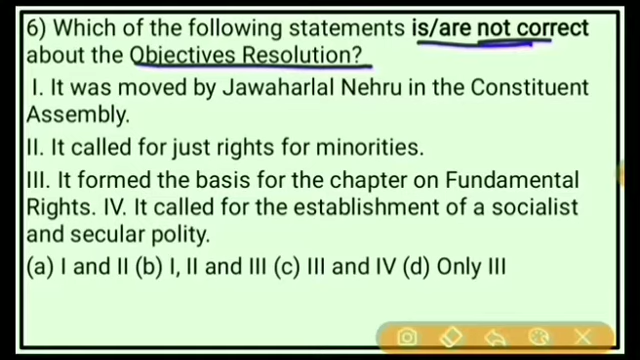 6) Which of the following statements is/are not correct
about the Objectives Resolution?
I. It was moved by Jawaharlal Nehru in the Constituent
Assembly.
II. It called for just rights for minorities.
III. It formed the basis for the chapter on Fundamental
Rights. IV. It called for the establishment of a socialist
and secular polity.
(a) I and II (b) I, II and III (c) III and IV (d) Only III